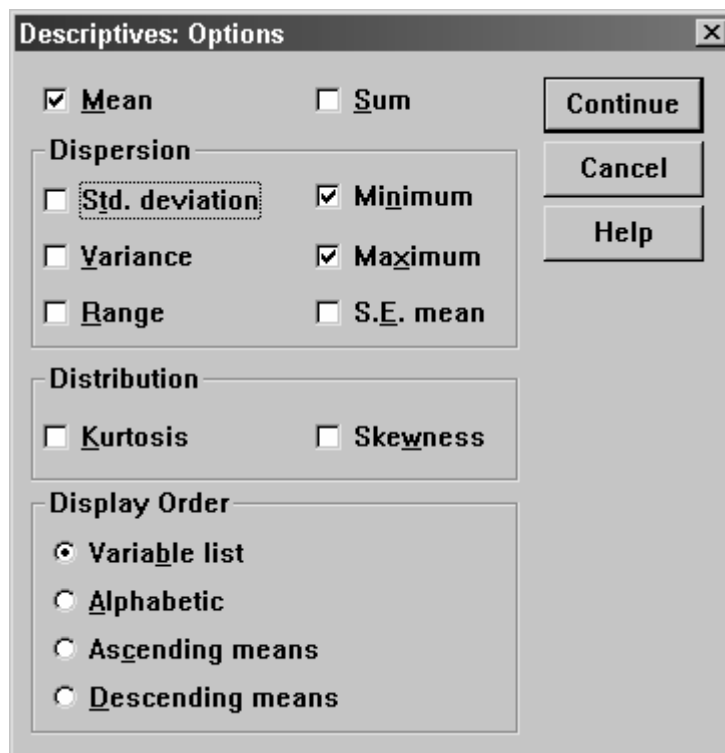 Descriptives: Options
Mean
Sum
Continue
Dispersion
Cancel
Std. deviation
Minimum
Help
Variance
Maximum
Range
S.E. mean
Distribution
Kurtosis
Skewness
Display Order
Variable list
Alphabetic
Ascending means
Descending means